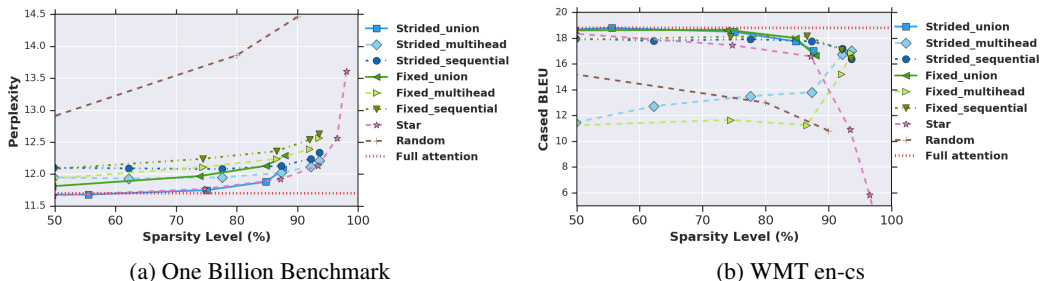 14.5
14.0
13.5
13.0
12.5
12.0
11.5
50 60 70 80 90 100
Perplexity
Sparsity Level (%)
Strided_union
Strided_multihead
Strided_sequential
Fixed_union
Fixed_multihead
Fixed_sequential
Star
Random
Full attention
(a) One Billion Benchmark
20
18
16
14
12
10
8
6
50 60 70 80 90 100
Cased BLEU
Sparsity Level (%)
Strided_union
Strided_multihead
Strided_sequential
Fixed_union
Fixed_multihead
Fixed_sequential
Star
Random
Full attention
(b) WMT en-cs